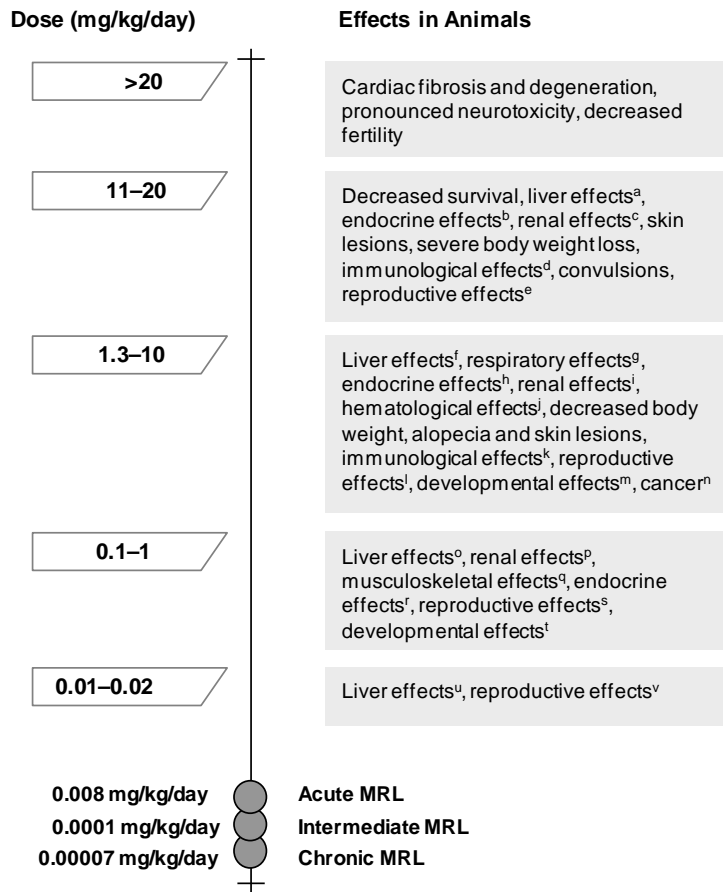 Dose (mg/kg/day) Effects in Animals
>20
Cardiac fibrosis and degeneration,
pronounced neurotoxicity, decreased
fertility
11–20
Decreased survival, liver effectsᵃ,
endocrine effectsᵇ, renal effectsᶜ, skin
lesions, severe body weight loss,
immunological effectsᵈ, convulsions,
reproductive effectsᵉ
1.3–10
Liver effectsᶠ, respiratory effectsᵍ,
endocrine effectsʰ, renal effectsⁱ,
hematological effectsʲ, decreased body
weight, alopecia and skin lesions,
immunological effectsᵏ, reproductive
effectsˡ, developmental effectsᵐ, cancerⁿ
0.1–1
Liver effectsᵒ, renal effectsᵖ,
musculoskeletal effects𐞥, endocrine
effectsʳ, reproductive effectsˢ,
developmental effectsᵗ
0.01–0.02
Liver effectsᵘ, reproductive effectsᵛ
0.008 mg/kg/day Acute MRL
0.0001 mg/kg/day Intermediate MRL
0.00007 mg/kg/day Chronic MRL